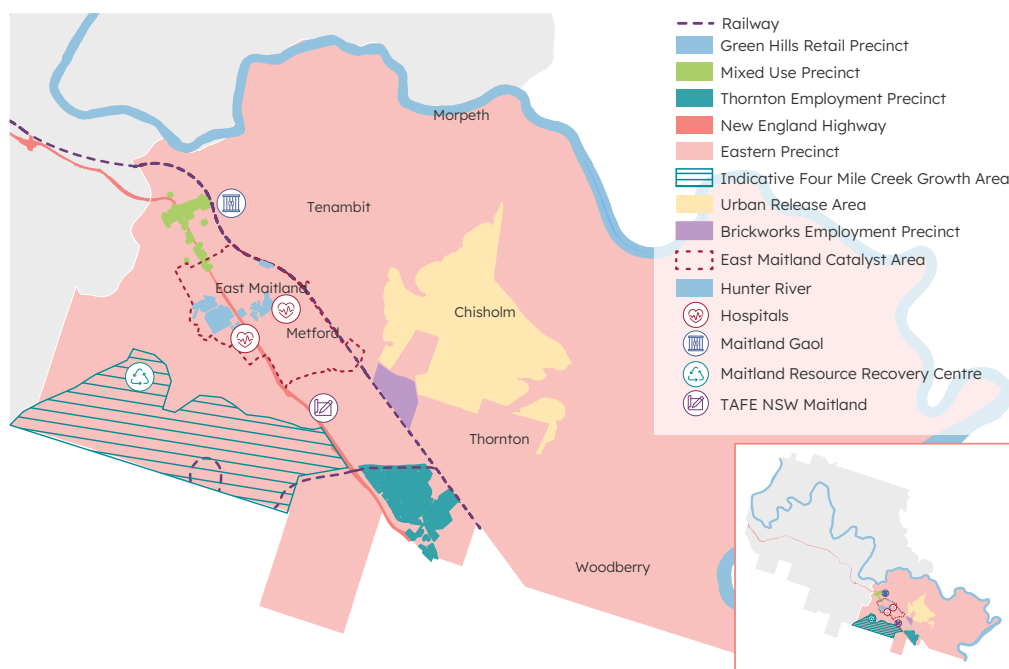 Railway
Green Hills Retail Precinct
Mixed Use Precinct
Thornton Employment Precinct
New England Highway
Eastern Precinct
Indicative Four Mile Creek Growth Area
Urban Release Area
Brickworks Employment Precinct
East Maitland Catalyst Area
Hunter River
Hospitals
Maitland Gaol
Maitland Resource Recovery Centre
TAFE NSW Maitland
Morpeth
Tenambit
East Maitland
Chisholm
Metford
Thornton
Woodberry